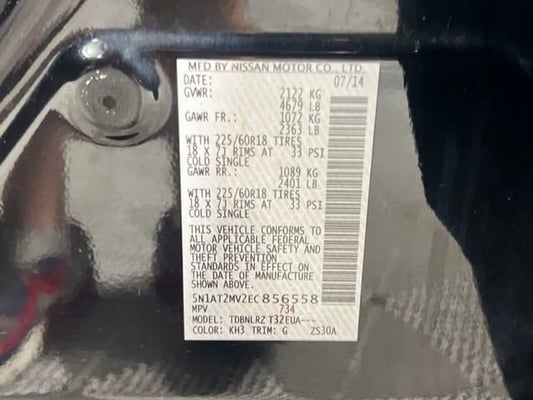 MFD BY NISSAN MOTOR CO., LTD.
DATE: 07/14
GVWR: 2122 KG
4679 LB
GAWR FR.: 1072 KG
2363 LB
WITH 225/60R18 TIRES
18 X 7J RIMS AT 33 PSI
COLD SINGLE
GAWR RR.: 1089 KG
2401 LB
WITH 225/60R18 TIRES
18 X 7J RIMS AT 33 PSI
COLD SINGLE
THIS VEHICLE CONFORMS TO
ALL APPLICABLE FEDERAL
MOTOR VEHICLE SAFETY AND
THEFT PREVENTION
STANDARDS IN EFFECT ON
THE DATE OF MANUFACTURE
SHOWN ABOVE.
5N1AT2MV2EC856558
MPV 734
MODEL: TDBNLRZ T32EUA---
COLOR: KH3 TRIM: G ZS30A